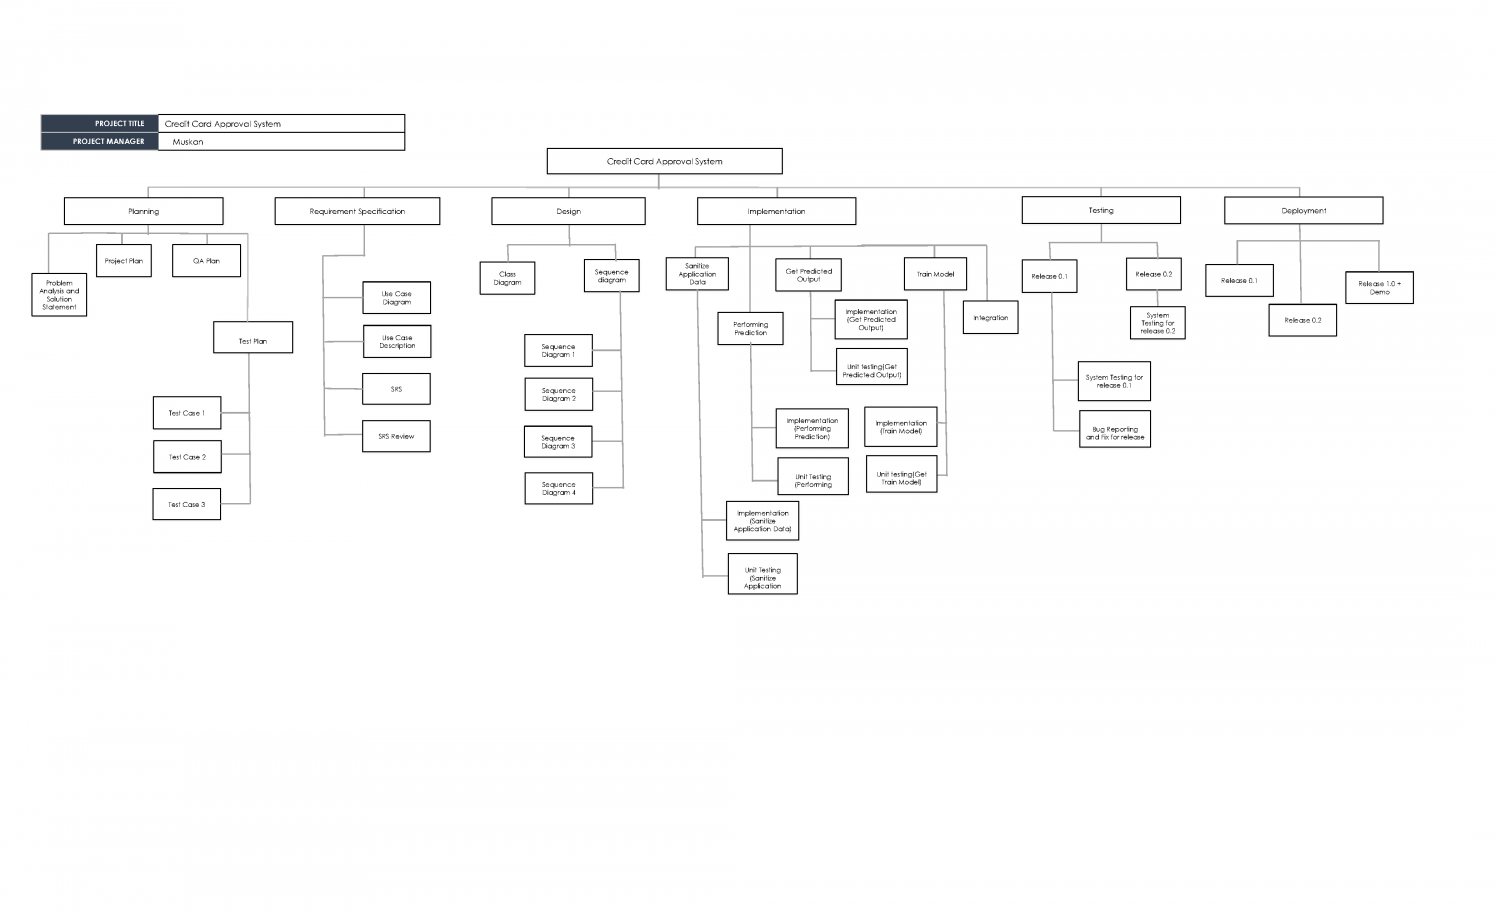 PROJECT TITLE Credit Card Approval System
PROJECT MANAGER Muskan
Credit Card Approval System
Planning
Problem
Analysis and
Solution
Statement
Project Plan
QA Plan
Test Plan
Test Case 1
Test Case 2
Test Case 3
Requirement Specification
Use Case
Diagram
Use Case
Description
SRS
SRS Review
Design
Class
Diagram
Sequence
diagram
Sequence
Diagram 1
Sequence
Diagram 2
Sequence
Diagram 3
Sequence
Diagram 4
Implementation
Sanitize
Application
Data
Implementation
(Sanitize
Application Data)
Unit Testing
(Sanitize
Application
Performing
Prediction
Implementation
(Performing
Prediction)
Unit Testing
(Performing
Get Predicted
Output
Implementation
(Get Predicted
Output)
Unit testing(Get
Predicted Output)
Train Model
Implementation
(Train Model)
Unit testing(Get
Train Model)
Integration
Testing
Release 0.1
System Testing for
release 0.1
Bug Reporting
and Fix for release
Release 0.2
System
Testing for
release 0.2
Deployment
Release 0.1
Release 0.2
Release 1.0 +
Demo